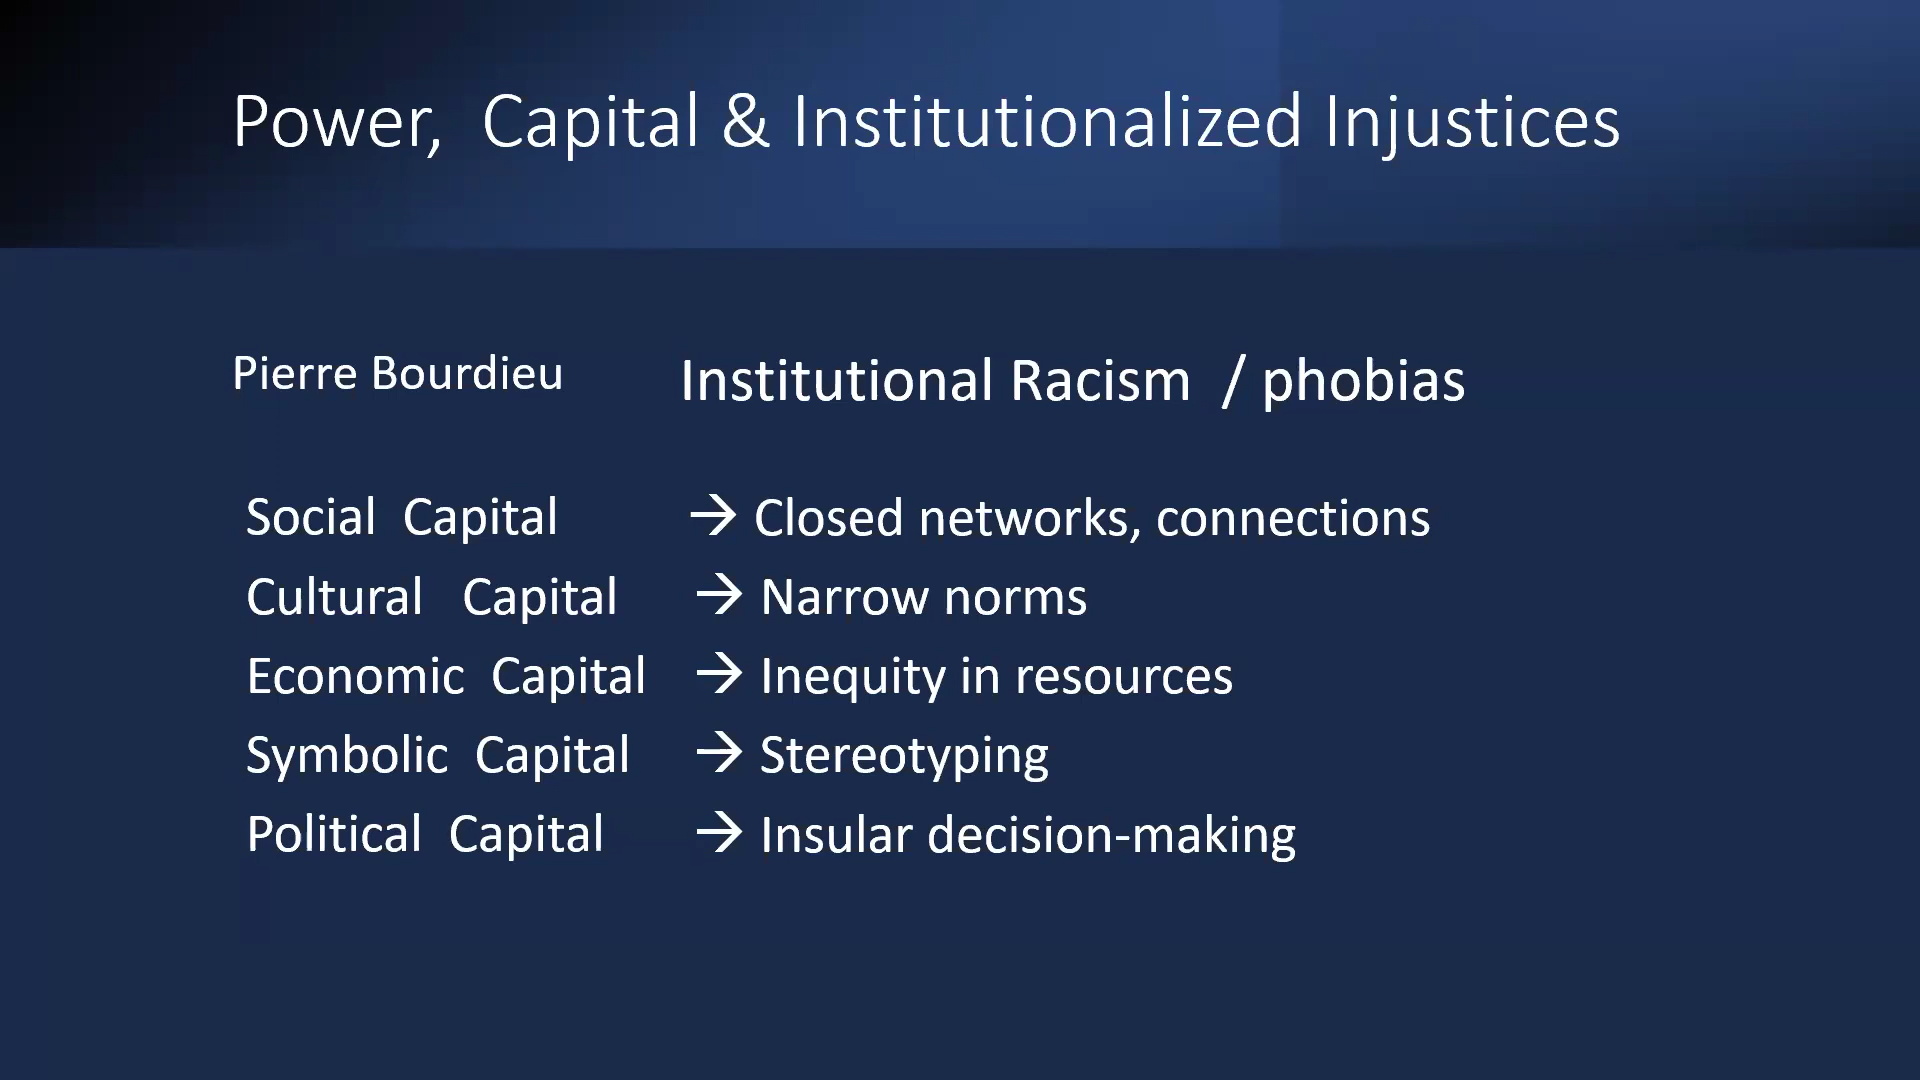 Power, Capital & Institutionalized Injustices
Pierre Bourdieu
Institutional Racism / phobias
Social Capital → Closed networks, connections
Cultural Capital → Narrow norms
Economic Capital → Inequity in resources
Symbolic Capital → Stereotyping
Political Capital → Insular decision-making